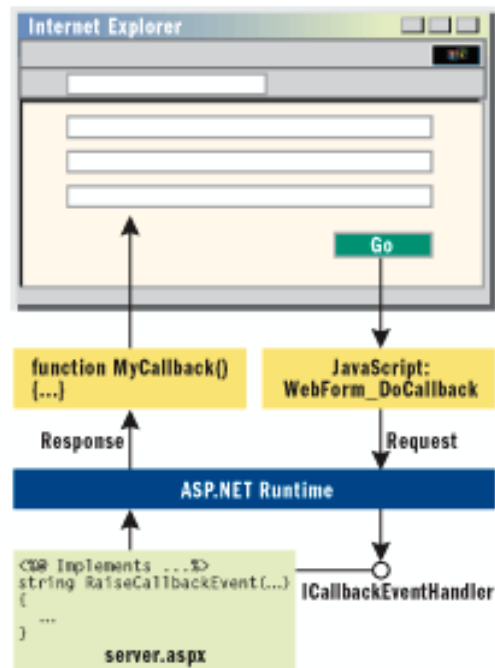 Internet Explorer
Go
function MyCallback()
{...}
JavaScript:
WebForm_DoCallback
Response
Request
ASP.NET Runtime
<%@ Implements ...%>
string RaiseCallbackEvent(...)
{
...
}
server.aspx
ICallbackEventHandler